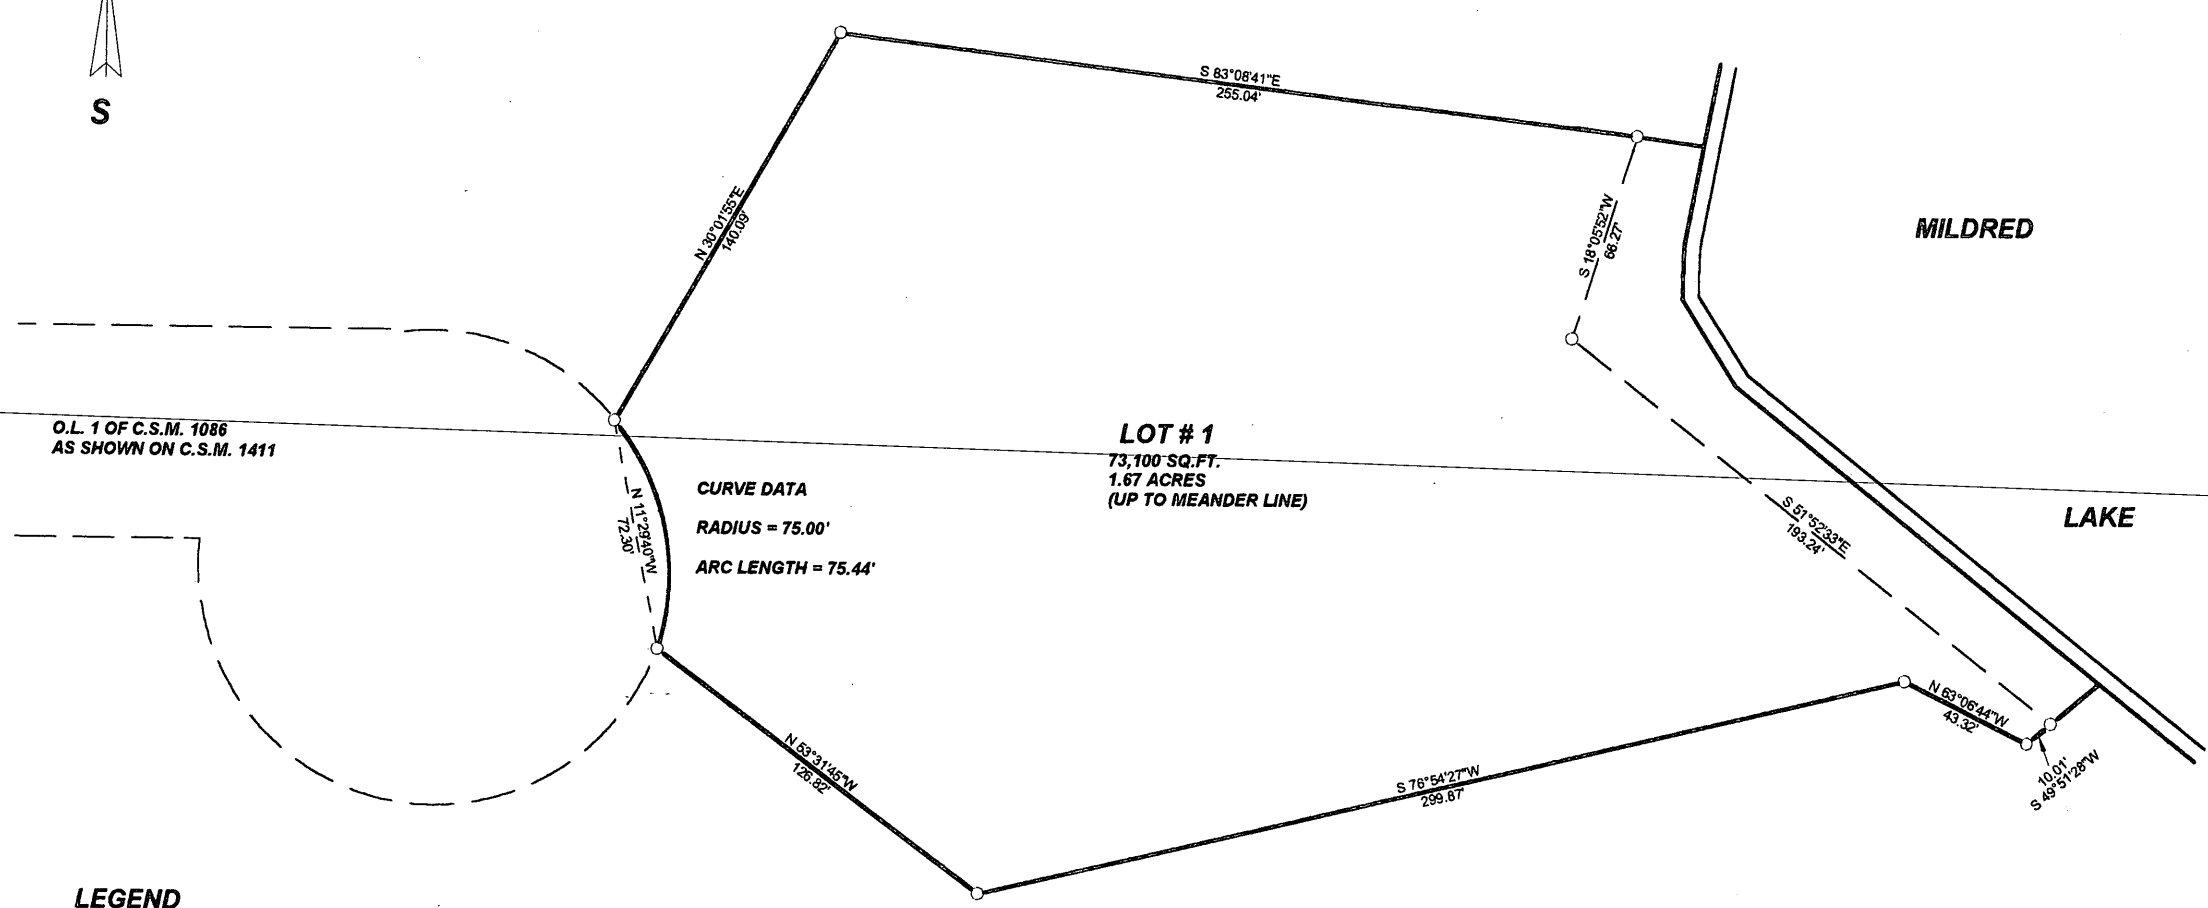 S
S 83°08'41"E
255.04'
N 30°01'55"E
140.09'
S 18°05'52"W
66.27'
MILDRED
O.L. 1 OF C.S.M. 1086
AS SHOWN ON C.S.M. 1411
LOT # 1
73,100 SQ.FT.
1.67 ACRES
(UP TO MEANDER LINE)
CURVE DATA
RADIUS = 75.00'
ARC LENGTH = 75.44'
N 11°29'40"W
72.30'
S 51°52'33"E
193.24'
LAKE
N 63°06'44"W
43.32'
10.01'
S 49°51'28"W
N 53°31'45"W
126.82'
S 76°54'27"W
299.87'
LEGEND